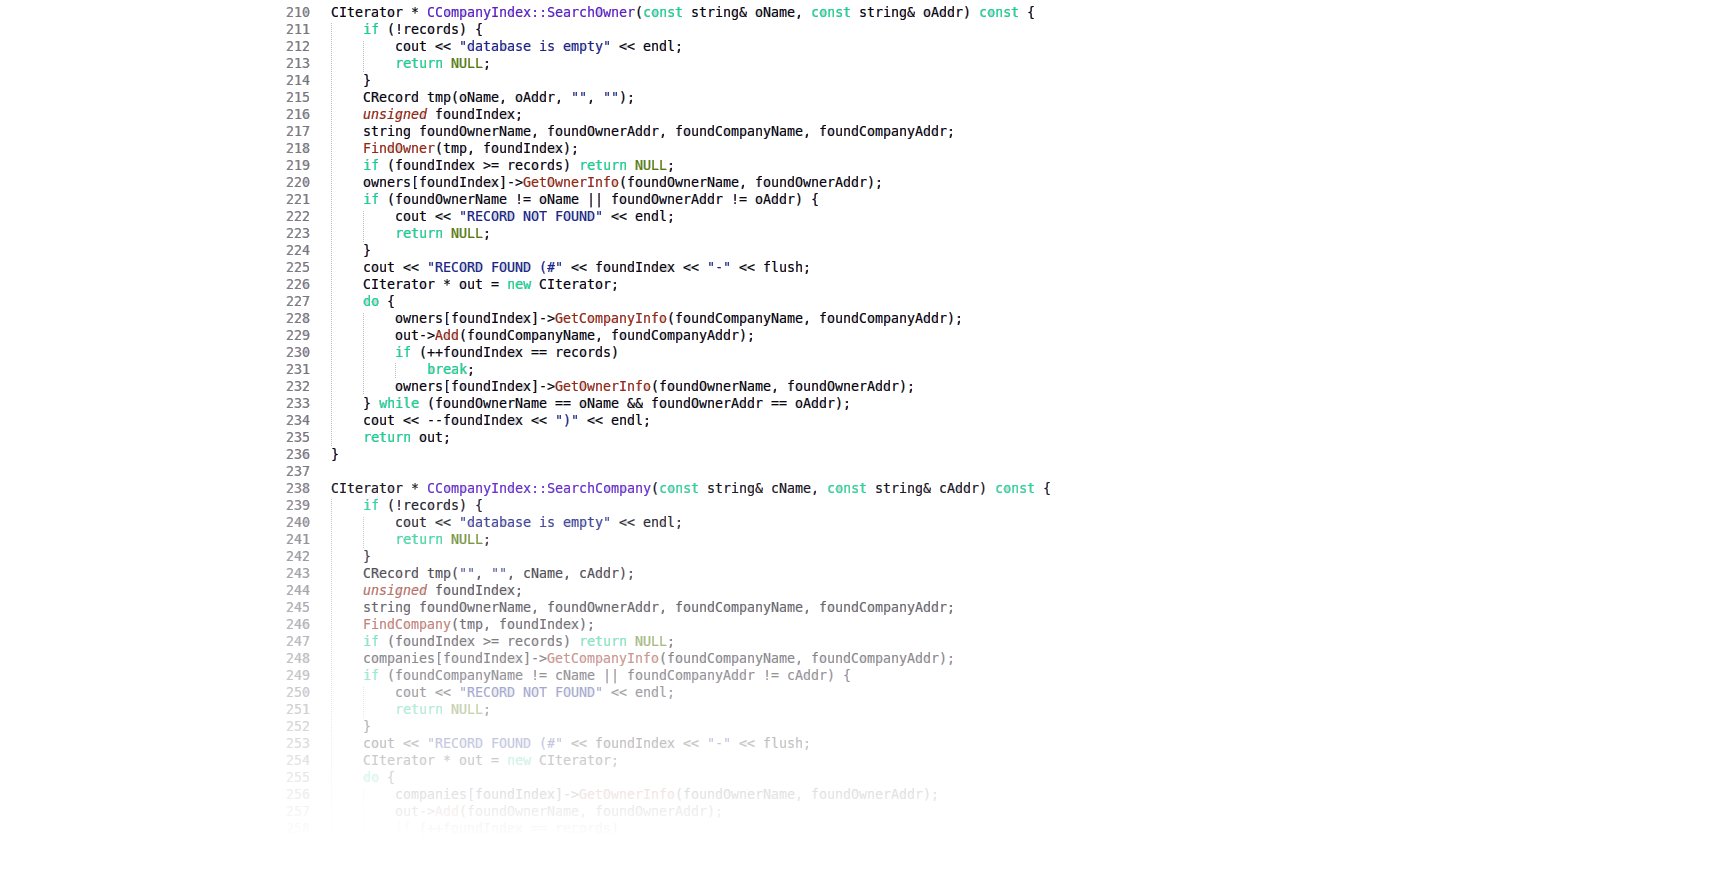 210 CIterator * CCompanyIndex::SearchOwner(const string& oName, const string& oAddr) const {
211 if (!records) {
212 cout << "database is empty" << endl;
213 return NULL;
214 }
215 CRecord tmp(oName, oAddr, "", "");
216 unsigned foundIndex;
217 string foundOwnerName, foundOwnerAddr, foundCompanyName, foundCompanyAddr;
218 FindOwner(tmp, foundIndex);
219 if (foundIndex >= records) return NULL;
220 owners[foundIndex]->GetOwnerInfo(foundOwnerName, foundOwnerAddr);
221 if (foundOwnerName != oName || foundOwnerAddr != oAddr) {
222 cout << "RECORD NOT FOUND" << endl;
223 return NULL;
224 }
225 cout << "RECORD FOUND (#" << foundIndex << "-" << flush;
226 CIterator * out = new CIterator;
227 do {
228 owners[foundIndex]->GetCompanyInfo(foundCompanyName, foundCompanyAddr);
229 out->Add(foundCompanyName, foundCompanyAddr);
230 if (++foundIndex == records)
231 break;
232 owners[foundIndex]->GetOwnerInfo(foundOwnerName, foundOwnerAddr);
233 } while (foundOwnerName == oName && foundOwnerAddr == oAddr);
234 cout << --foundIndex << ")" << endl;
235 return out;
236 }
237
238 CIterator * CCompanyIndex::SearchCompany(const string& cName, const string& cAddr) const {
239 if (!records) {
240 cout << "database is empty" << endl;
241 return NULL;
242 }
243 CRecord tmp("", "", cName, cAddr);
244 unsigned foundIndex;
245 string foundOwnerName, foundOwnerAddr, foundCompanyName, foundCompanyAddr;
246 FindCompany(tmp, foundIndex);
247 if (foundIndex >= records) return NULL;
248 companies[foundIndex]->GetCompanyInfo(foundCompanyName, foundCompanyAddr);
249 if (foundCompanyName != cName || foundCompanyAddr != cAddr) {
250 cout << "RECORD NOT FOUND" << endl;
251 return NULL;
252 }
253 cout << "RECORD FOUND (#" << foundIndex << "-" << flush;
254 CIterator * out = new CIterator;
255 do {
256 companies[foundIndex]->GetOwnerInfo(foundOwnerName, foundOwnerAddr);
257 out->Add(foundOwnerName, foundOwnerAddr);
258 if (++foundIndex == records)